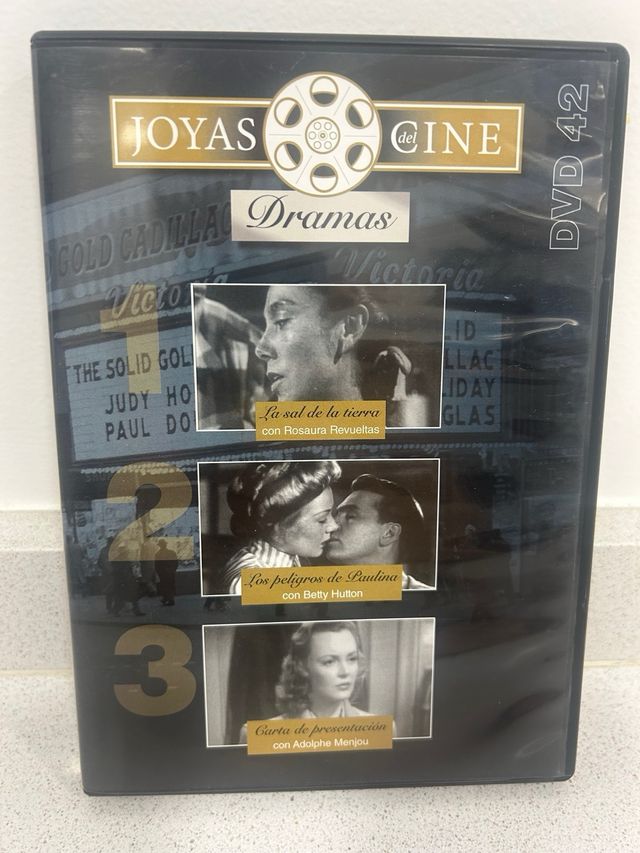 JOYAS del CINE
DVD 42
Dramas
GOLD CADILLAC
Victoria
Victoria
1
THE SOLID GOL
JUDY HO
PAUL DO
LID
LLAC
LIDAY
GLAS
La sal de la tierra
con Rosaura Revueltas
2
Los peligros de Paulina
con Betty Hutton
3
Carta de presentación
con Adolphe Menjou